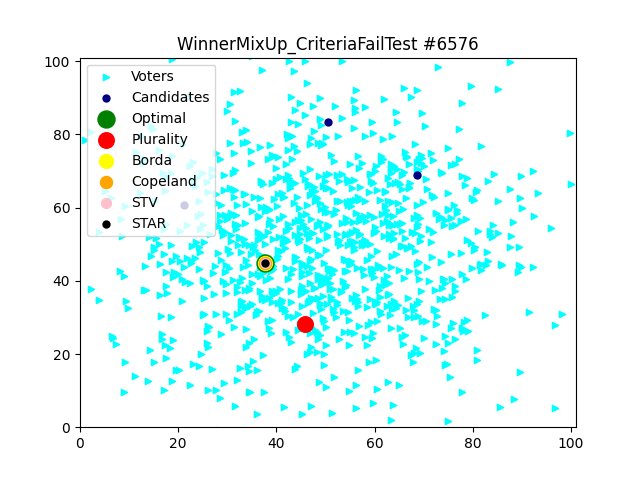 WinnerMixUp_CriteriaFailTest #6576
100
80
60
40
20
0
Voters
Candidates
Optimal
Plurality
Borda
Copeland
STV
STAR
0 20 40 60 80 100